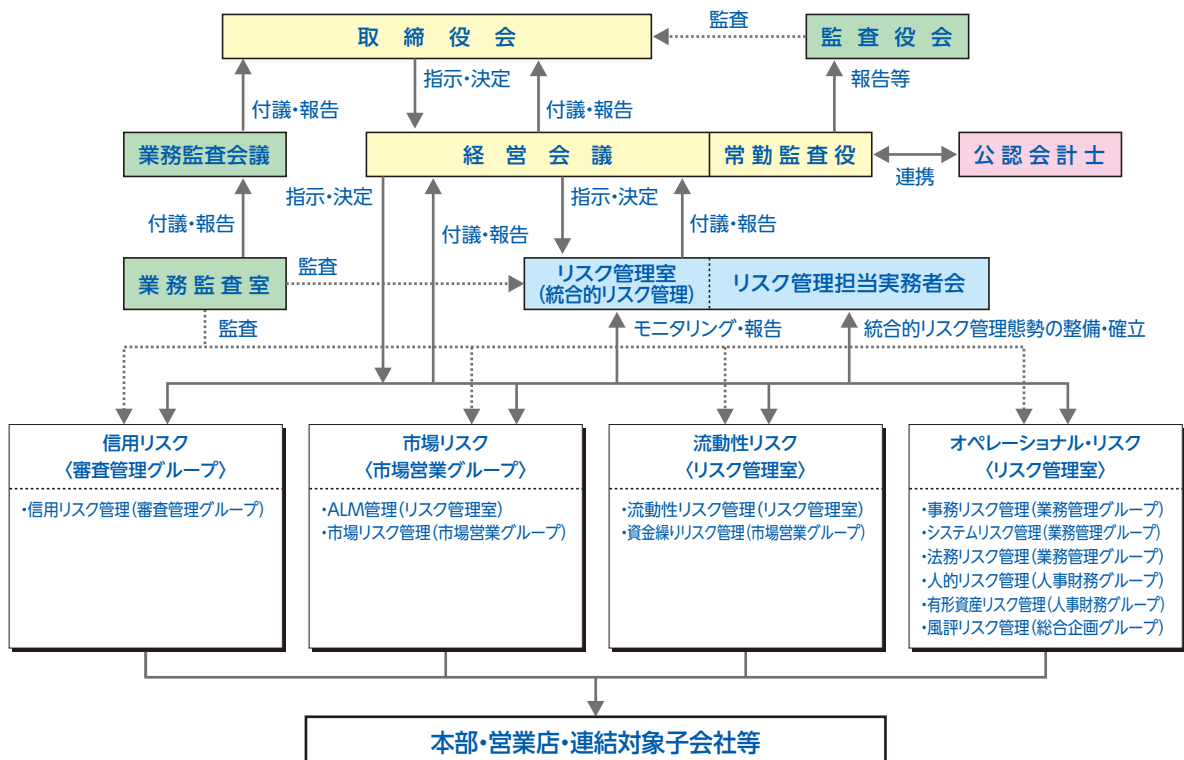 監査
取締役会
監査役会
指示・決定
報告等
付議・報告
付議・報告
業務監査会議
経営会議
常勤監査役
公認会計士
連携
指示・決定
指示・決定
付議・報告
付議・報告
付議・報告
監査
業務監査室
リスク管理室
(統合的リスク管理)
リスク管理担当実務者会
監査
モニタリング・報告
統合的リスク管理態勢の整備・確立
信用リスク
〈審査管理グループ〉
・信用リスク管理(審査管理グループ)
市場リスク
〈市場営業グループ〉
・ALM管理(リスク管理室)
・市場リスク管理(市場営業グループ)
流動性リスク
〈リスク管理室〉
・流動性リスク管理(リスク管理室)
・資金繰りリスク管理(市場営業グループ)
オペレーショナル・リスク
〈リスク管理室〉
・事務リスク管理(業務管理グループ)
・システムリスク管理(業務管理グループ)
・法務リスク管理(業務管理グループ)
・人的リスク管理(人事財務グループ)
・有形資産リスク管理(人事財務グループ)
・風評リスク管理(総合企画グループ)
本部・営業店・連結対象子会社等